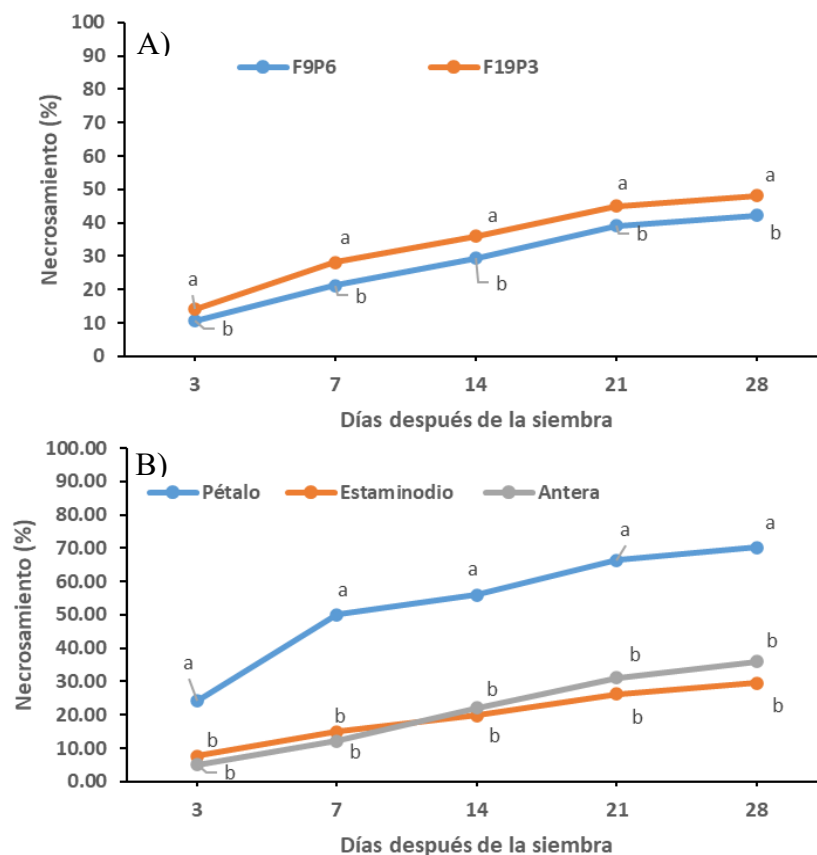 A)
F9P6 F19P3
Necrosamiento (%)
100
90
80
70
60
50
40
30
20
10
0
a a a a a
b b b b b
3 7 14 21 28
Días después de la siembra
B)
Pétalo Estaminodio Antera
Necrosamiento (%)
100.00
90.00
80.00
70.00
60.00
50.00
40.00
30.00
20.00
10.00
0.00
a a a a a
b b b b b
b b b b b
3 7 14 21 28
Días después de la siembra